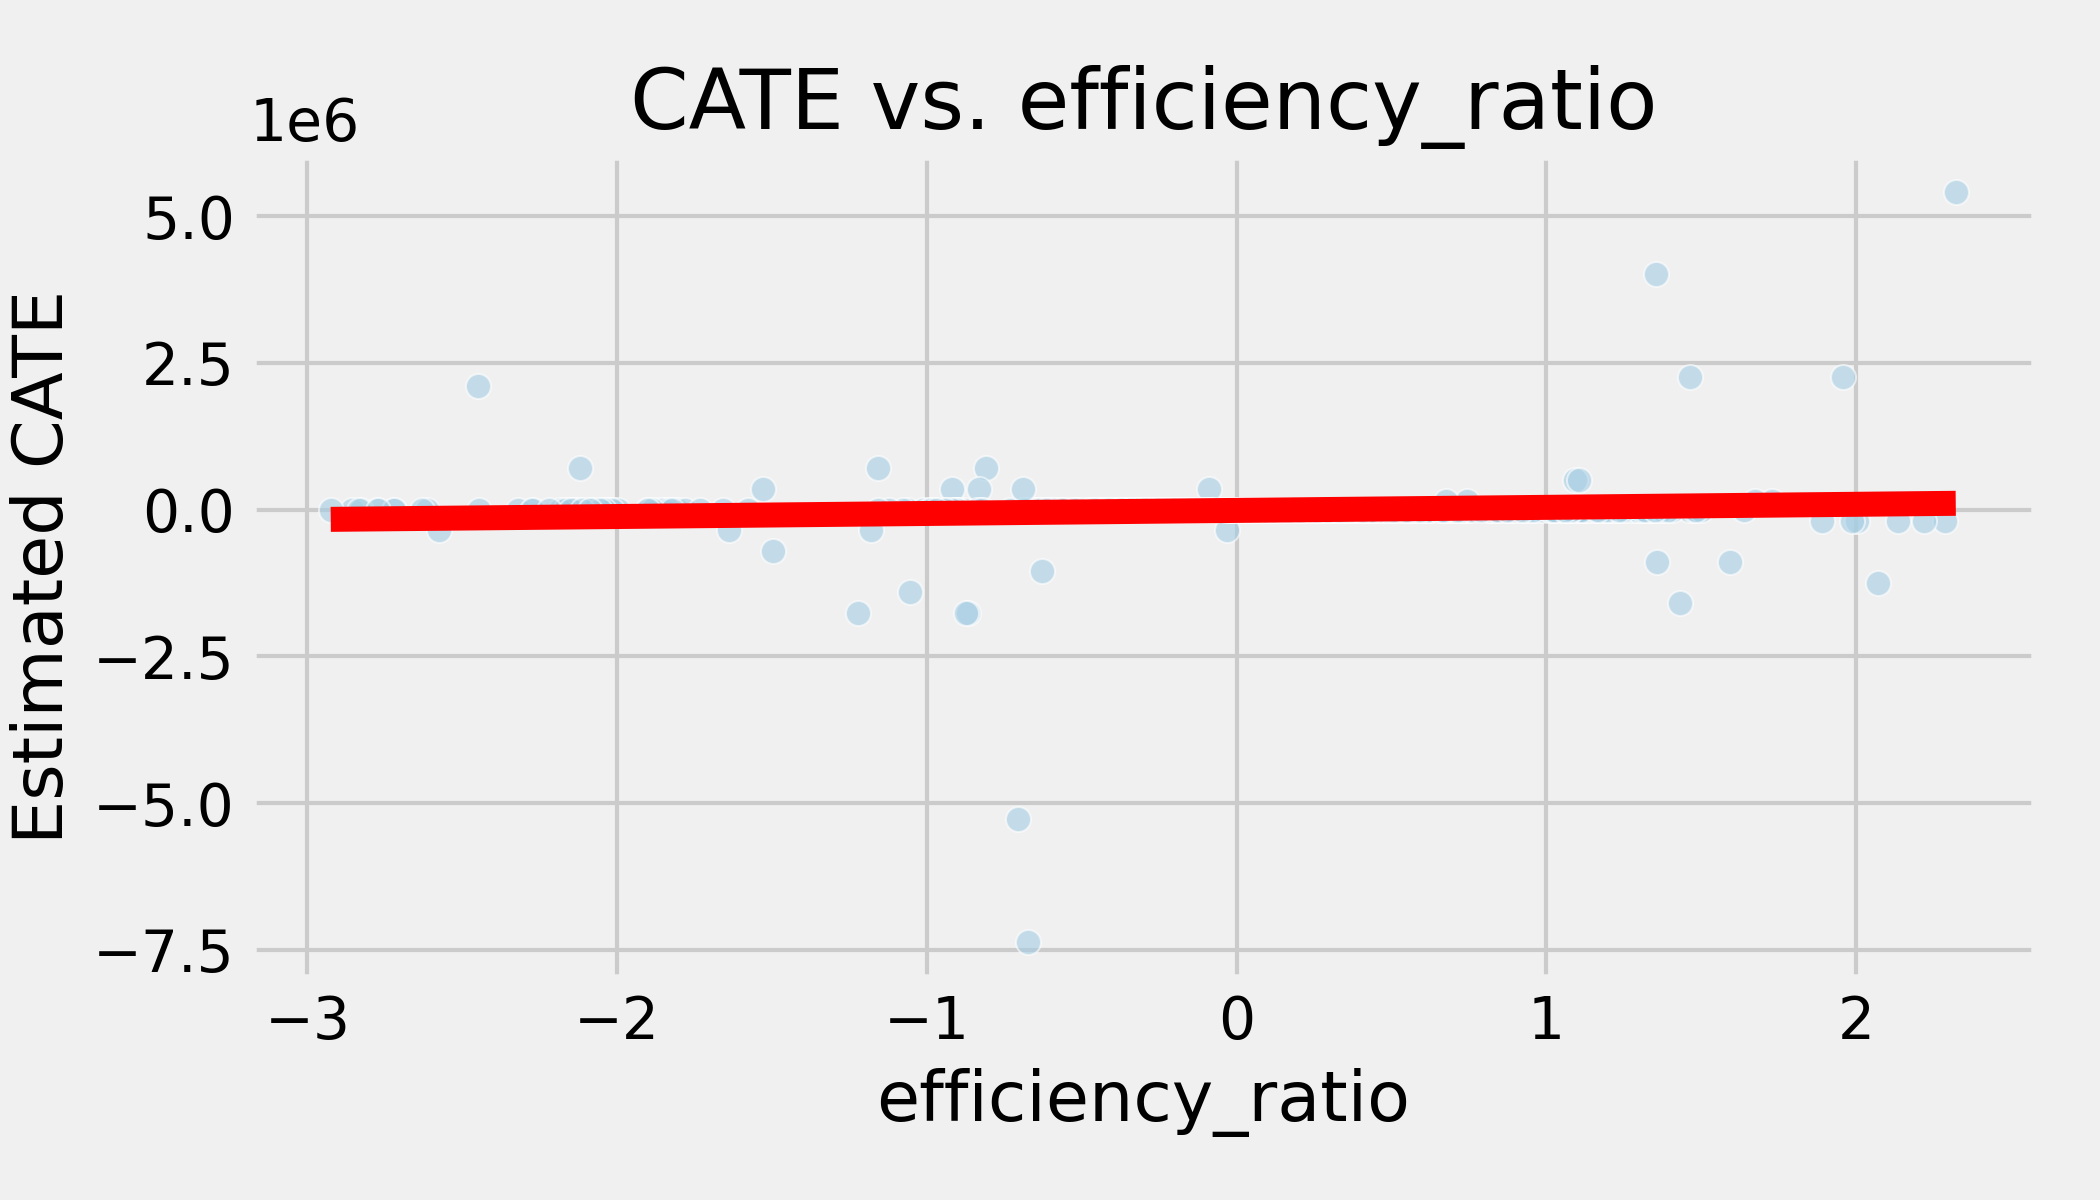 CATE vs. efficiency_ratio
1e6
5.0
2.5
0.0
−2.5
−5.0
−7.5
Estimated CATE
−3 −2 −1 0 1 2
efficiency_ratio